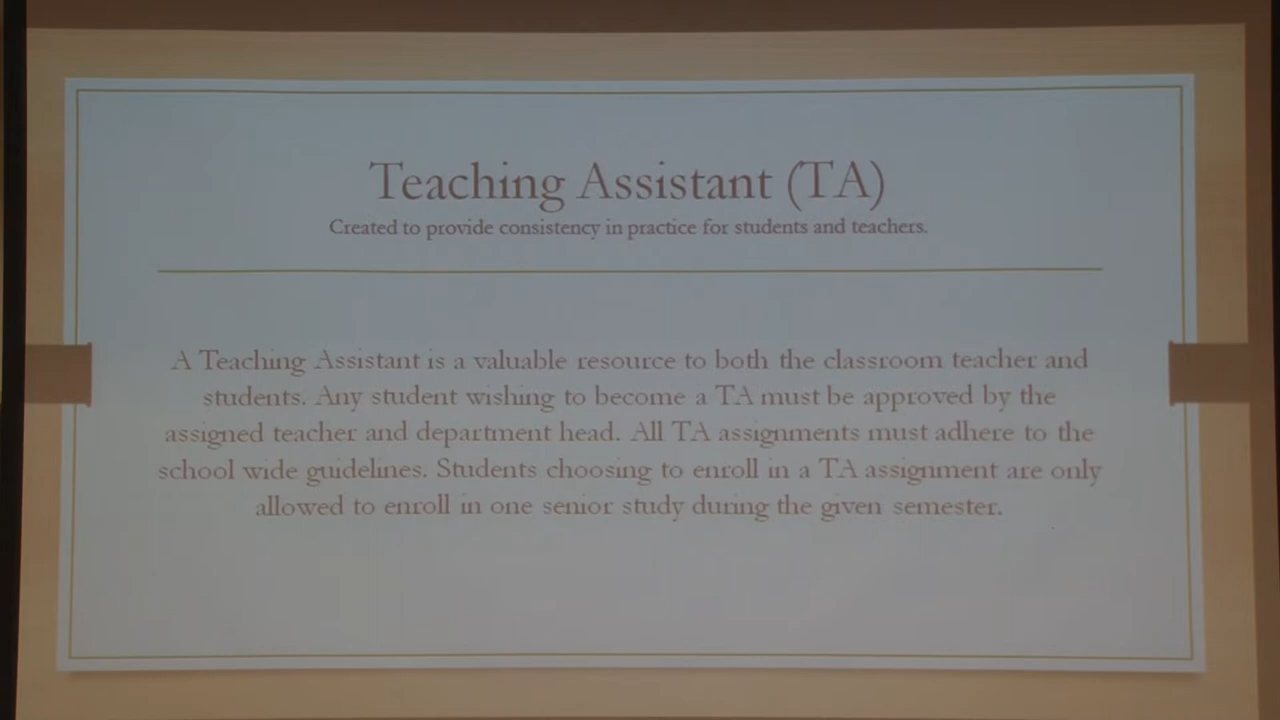 Teaching Assistant (TA)
Created to provide consistency in practice for students and teachers.
A Teaching Assistant is a valuable resource to both the classroom teacher and
students. Any student wishing to become a TA must be approved by the
assigned teacher and department head. All TA assignments must adhere to the
school wide guidelines. Students choosing to enroll in a TA assignment are only
allowed to enroll in one senior study during the given semester.